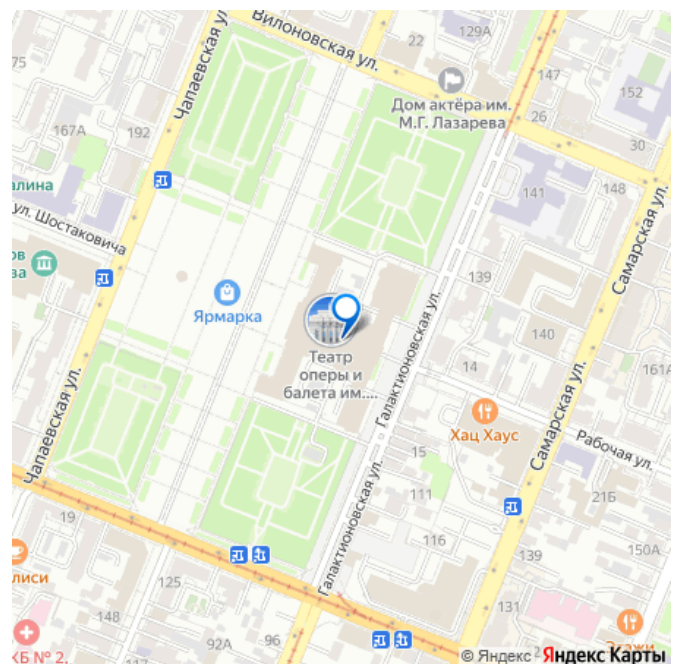 Вилоновская ул.
22
129А
147
152
75
Чапаевская ул.
Дом актёра им.
М.Г. Лазарева
26
30
167А
192
алина
141
148
ул. Шостаковича
ов
ва
Самарская ул.
139
Ярмарка
Галактионовская ул.
140
Театр
оперы и
балета им....
14
161А
Хац Хаус
Рабочая ул.
Чапаевская ул.
Самарская ул.
15
Галактионовская ул.
111
21Б
19
116
139
150А
лиси
125
131
148
92А
96
КБ № 2,
Этажи
© Яндекс Яндекс Карты